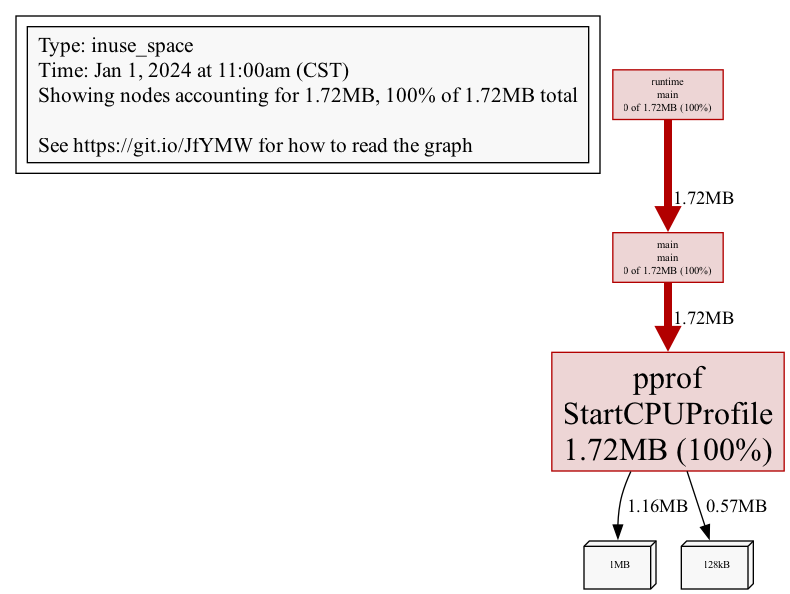 Type: inuse_space
Time: Jan 1, 2024 at 11:00am (CST)
Showing nodes accounting for 1.72MB, 100% of 1.72MB total
See https://git.io/JfYMW for how to read the graph
runtime
main
0 of 1.72MB (100%)
1.72MB
main
main
0 of 1.72MB (100%)
1.72MB
pprof
StartCPUProfile
1.72MB (100%)
1.16MB
0.57MB
1MB
128kB